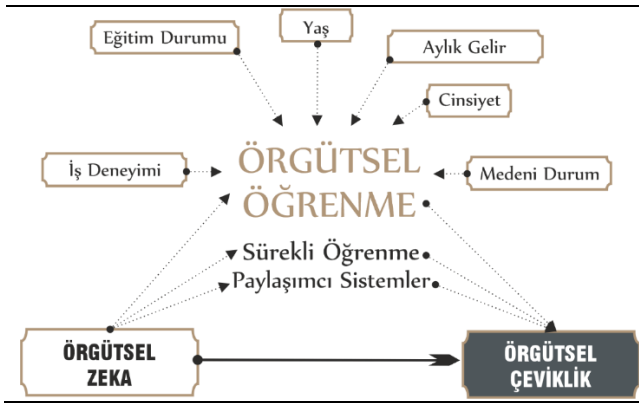 Yaş
Eğitim Durumu
Aylık Gelir
Cinsiyet
İş Deneyimi
ÖRGÜTSEL
ÖĞRENME
Medeni Durum
Sürekli Öğrenme
Paylaşımcı Sistemler
ÖRGÜTSEL
ZEKA
ÖRGÜTSEL
ÇEVİKLİK